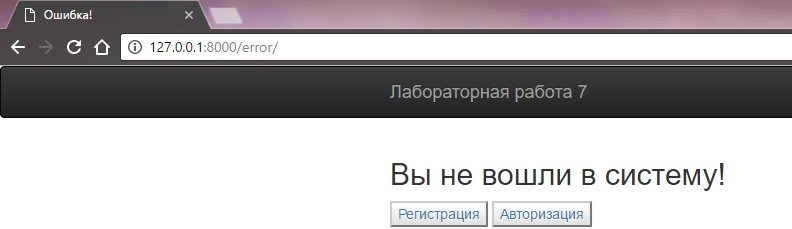 Ошибка!
127.0.0.1:8000/error/
Лабораторная работа 7
Вы не вошли в систему!
Регистрация Авторизация